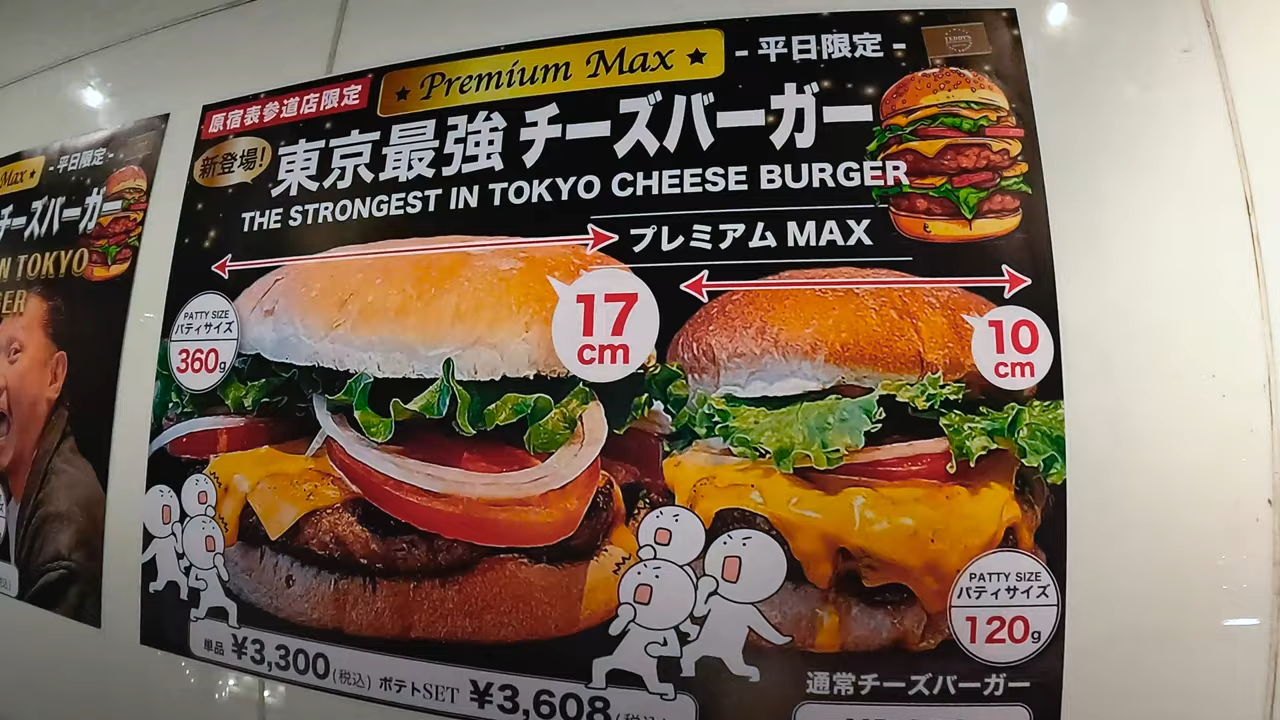 Max
- 平日限定 -
チーズバーガー
N TOKYO
GER
Premium Max
- 平日限定 -
TEDDY'S
原宿表参道店限定
新登場!
東京最強チーズバーガー
THE STRONGEST IN TOKYO CHEESE BURGER
プレミアム MAX
17
cm
10
cm
PATTY SIZE
パティサイズ
360g
PATTY SIZE
パティサイズ
120g
単品 ¥3,300(税込) ポテトSET ¥3,608(税込)
通常チーズバーガー